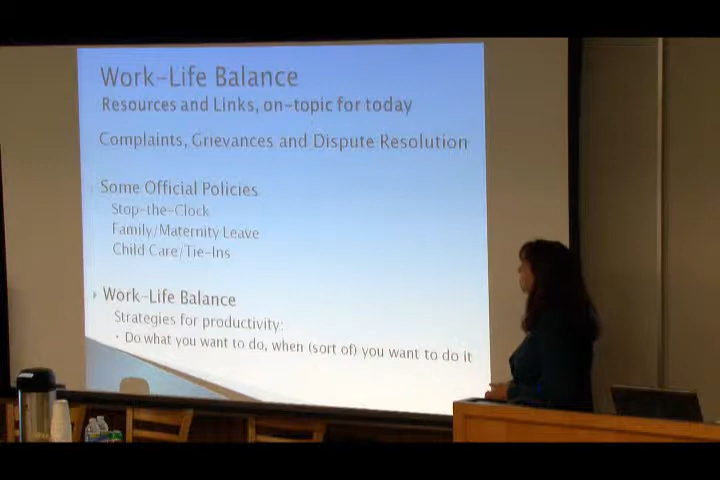 Work-Life Balance
Resources and Links, on-topic for today
Complaints, Grievances and Dispute Resolution
Some Official Policies
Stop-the-Clock
Family/Maternity Leave
Child Care/Tie-Ins
Work-Life Balance
Strategies for productivity:
• Do what you want to do, when (sort of) you want to do it